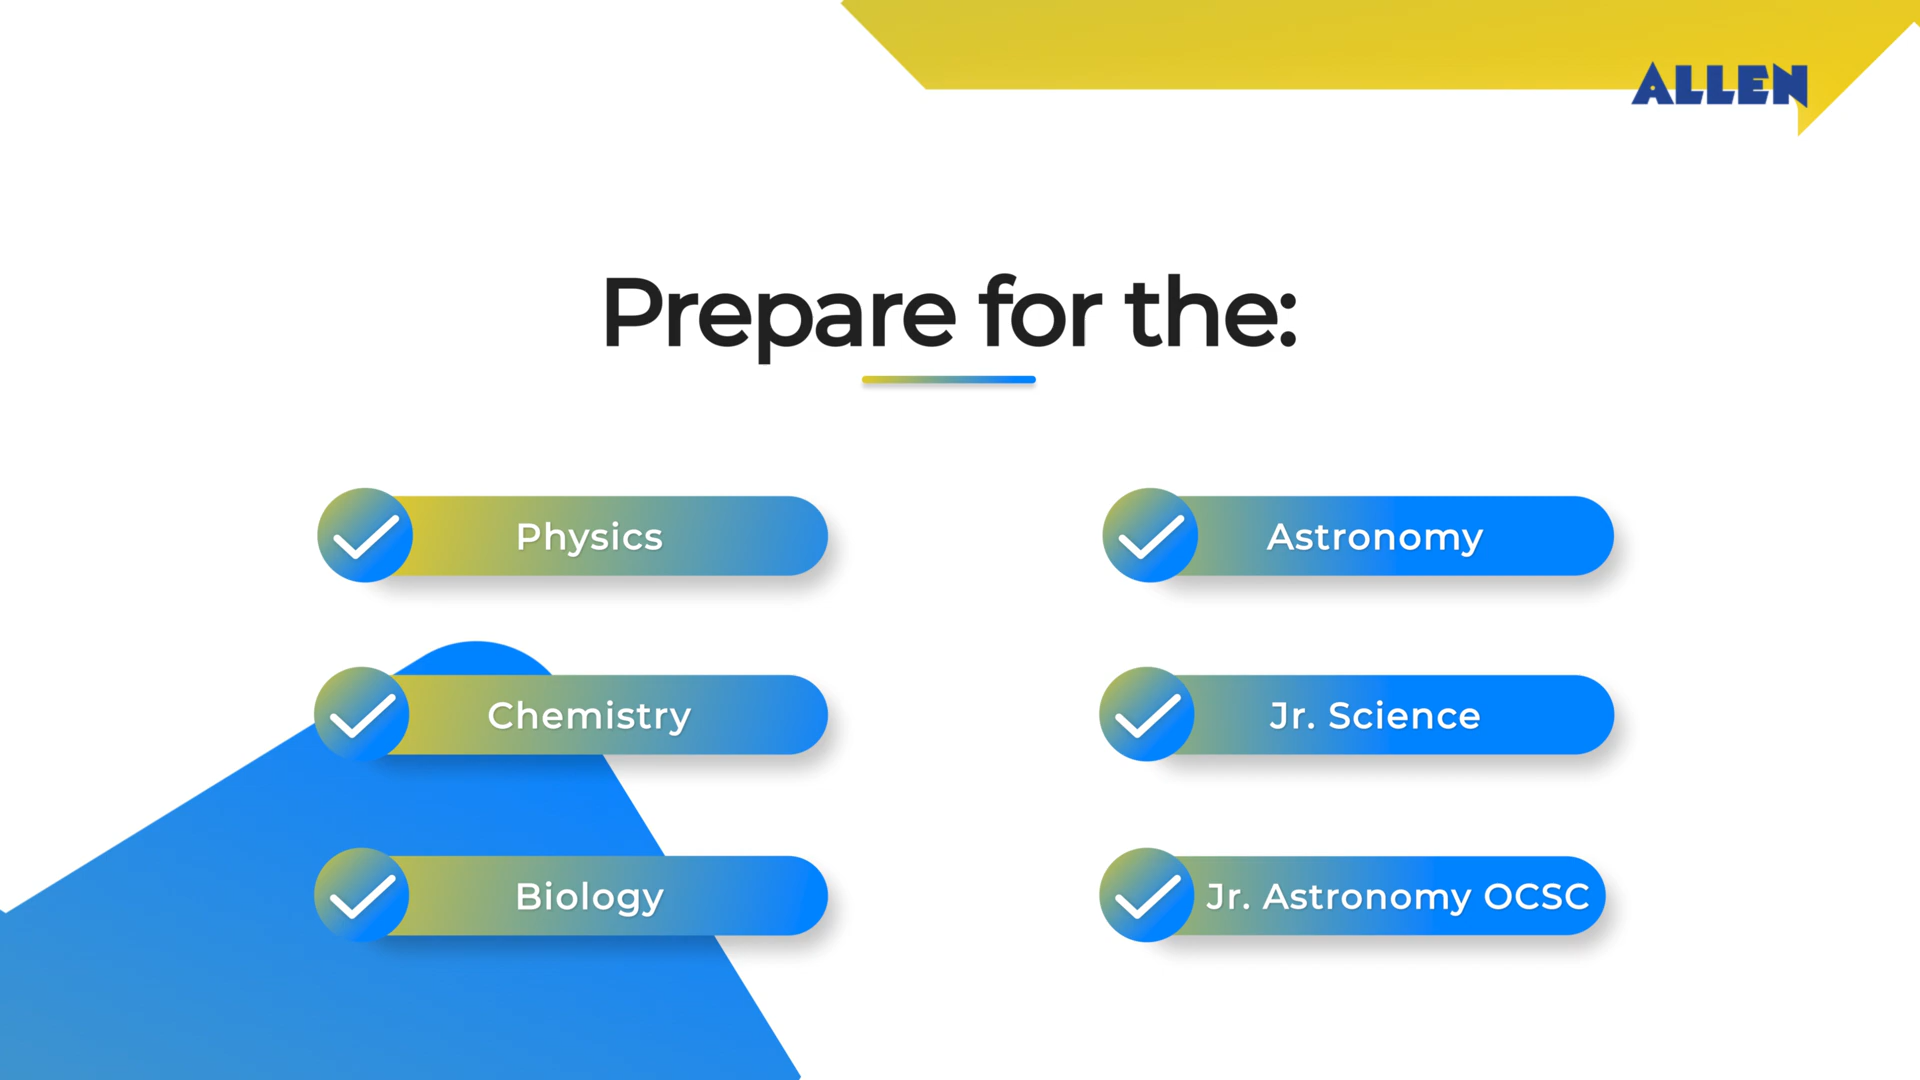 ALLEN
Prepare for the:
Physics
Astronomy
Chemistry
Jr. Science
Biology
Jr. Astronomy OCSC